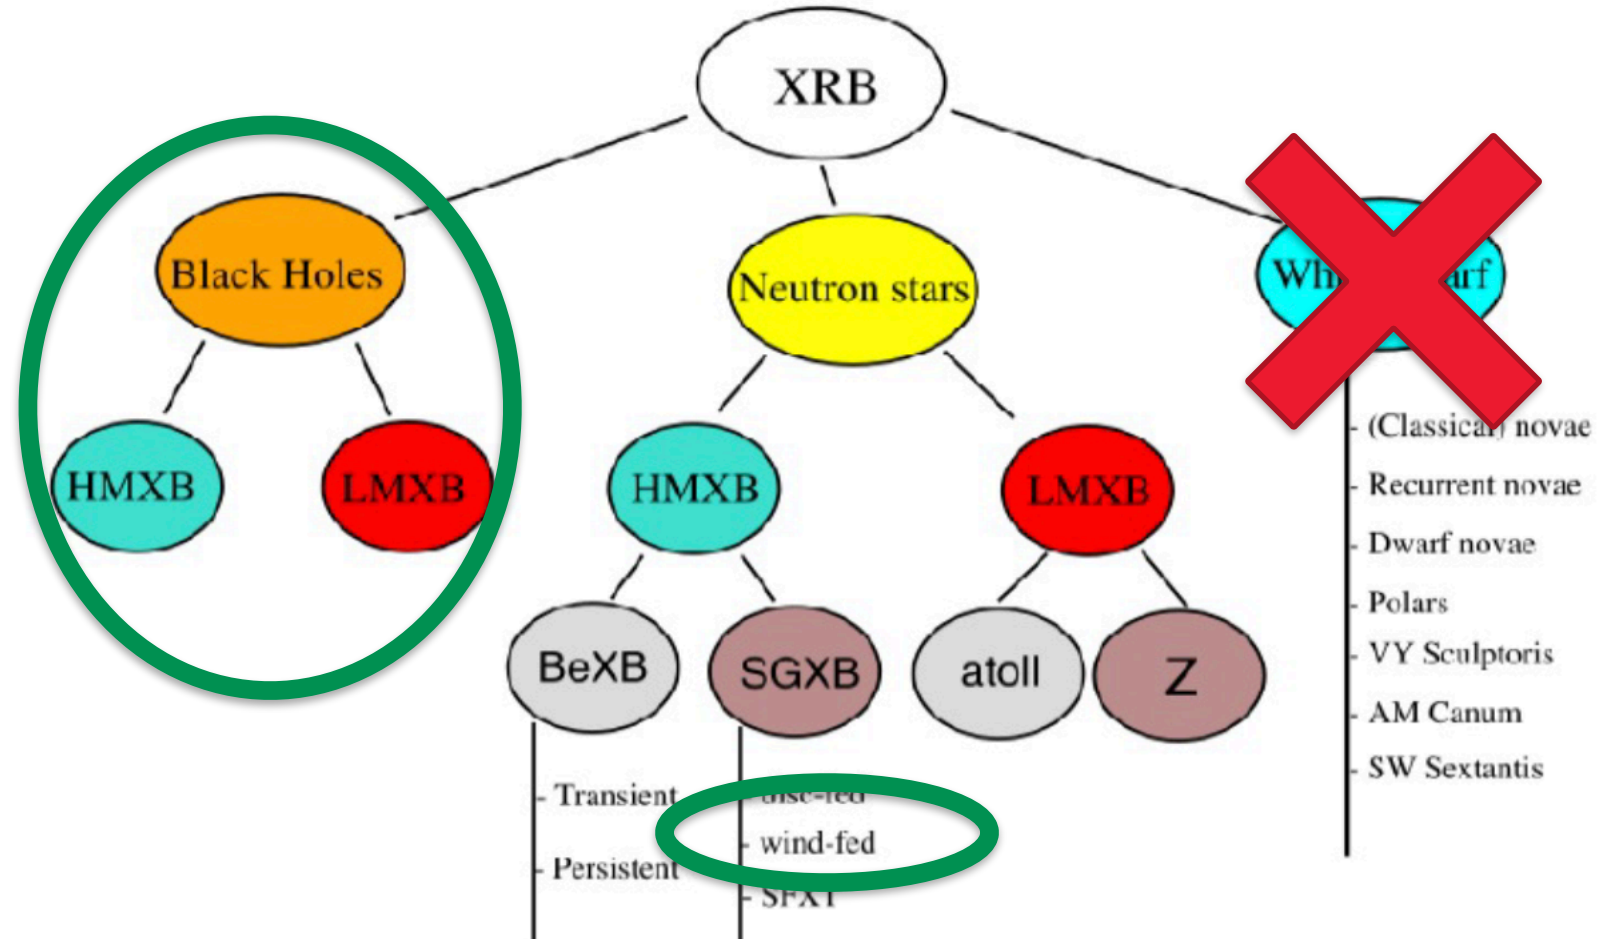 XRB
Black Holes
Neutron stars
HMXB
LMXB
HMXB
LMXB
BeXB
SGXB
atoll
Z
- Transient
- Persistent
- wind-fed
- (Classical) novae
- Recurrent novae
- Dwarf novae
- Polars
- VY Sculptoris
- AM Canum
- SW Sextantis